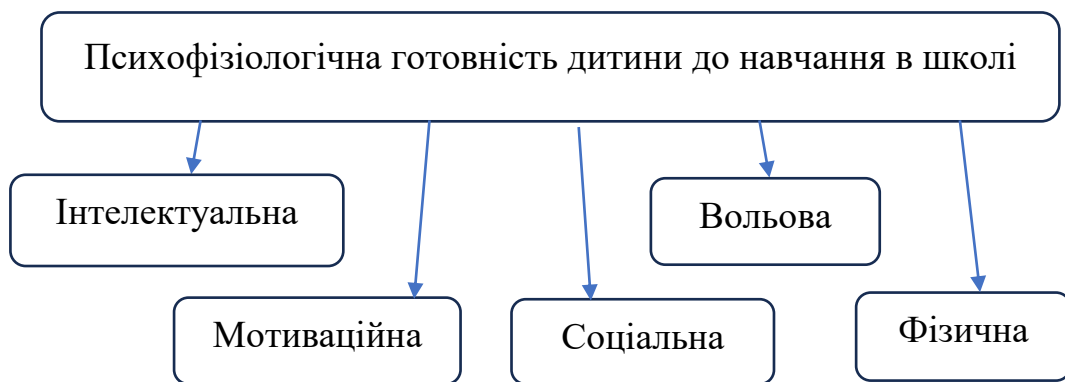 Психофізіологічна готовність дитини до навчання в школі
Інтелектуальна
Вольова
Мотиваційна
Соціальна
Фізична